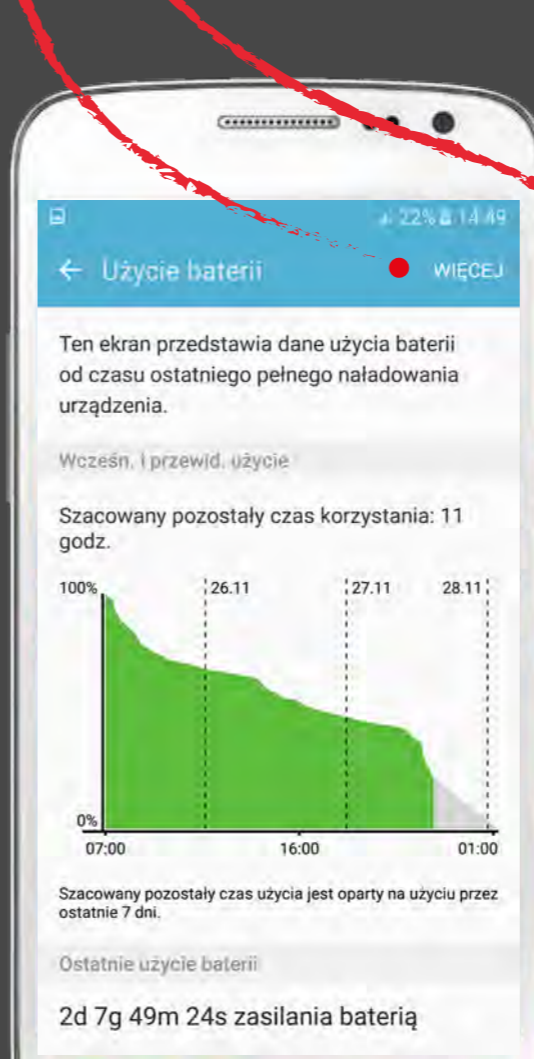 22% 14:49
Użycie baterii WIĘCEJ
Ten ekran przedstawia dane użycia baterii
od czasu ostatniego pełnego naładowania
urządzenia.
Wcześn. i przewid. użycie
Szacowany pozostały czas korzystania: 11
godz.
100% 26.11 27.11 28.11
0%
07:00 16:00 01:00
Szacowany pozostały czas użycia jest oparty na użyciu przez
ostatnie 7 dni.
Ostatnie użycie baterii
2d 7g 49m 24s zasilania baterią